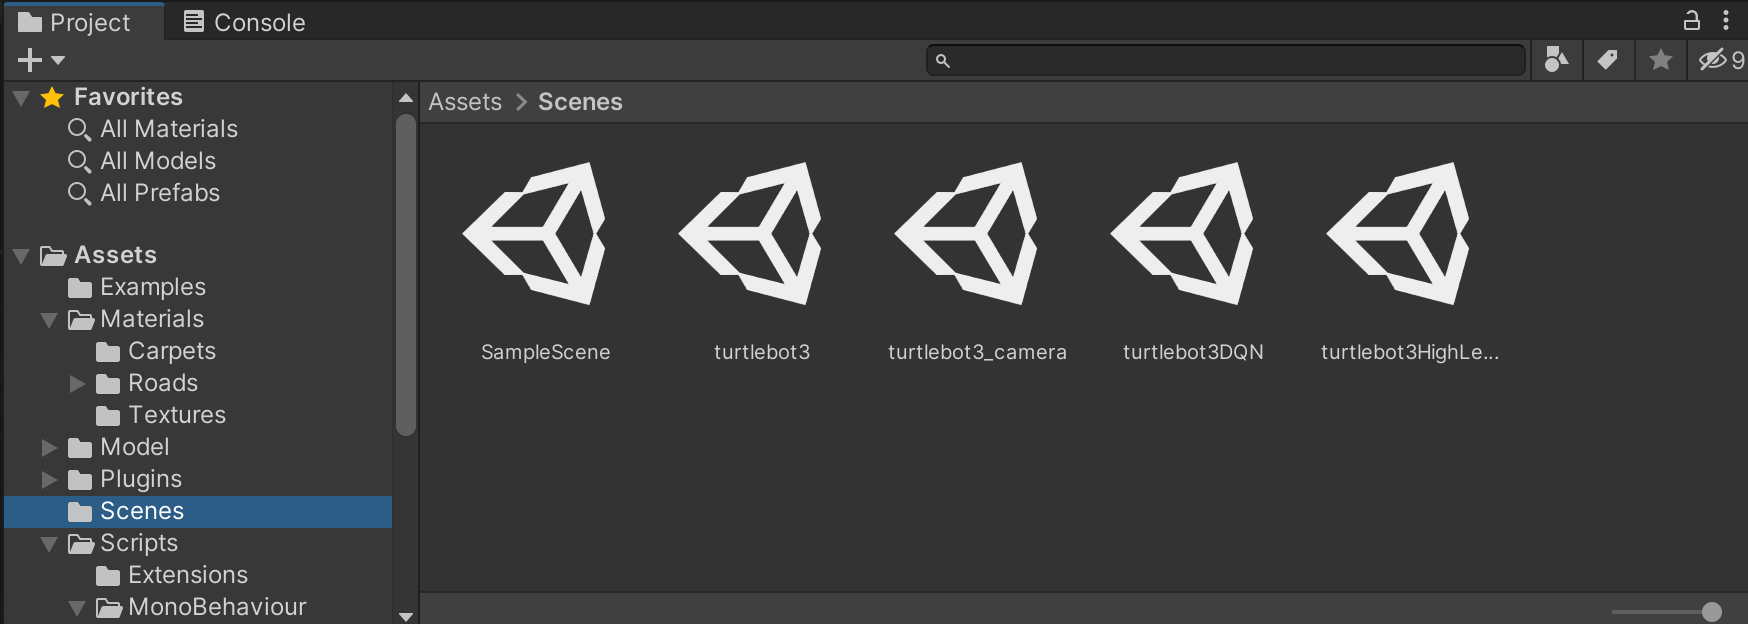 Project
Console
9
Favorites
All Materials
All Models
All Prefabs
Assets
Examples
Materials
Carpets
Roads
Textures
Model
Plugins
Scenes
Scripts
Extensions
MonoBehaviour
Assets > Scenes
SampleScene
turtlebot3
turtlebot3_camera
turtlebot3DQN
turtlebot3HighLe...